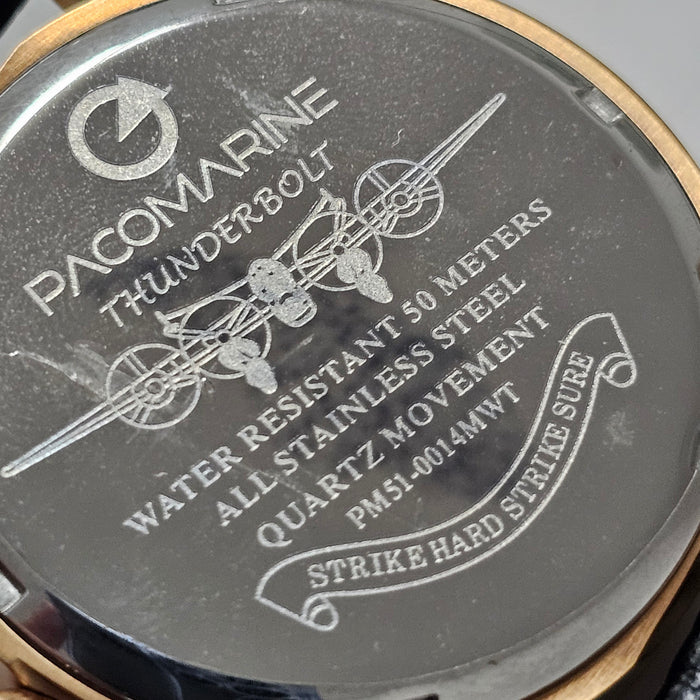 PACOMARINE
THUNDERBOLT
WATER RESISTANT 50 METERS
ALL STAINLESS STEEL
QUARTZ MOVEMENT
PM51-0014MWT
STRIKE HARD STRIKE SURE